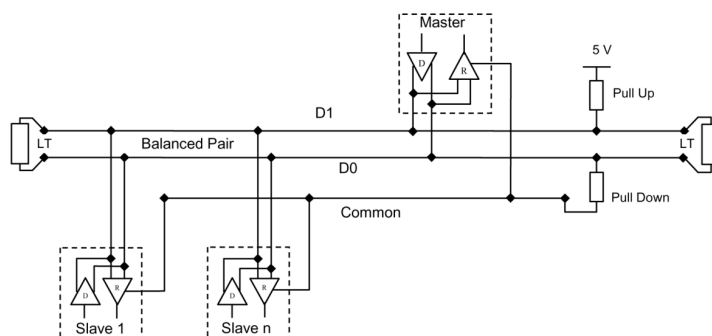 Master
D
R
5 V
Pull Up
D1
LT
Balanced Pair
LT
D0
Pull Down
Common
D
R
D
R
Slave 1
Slave n